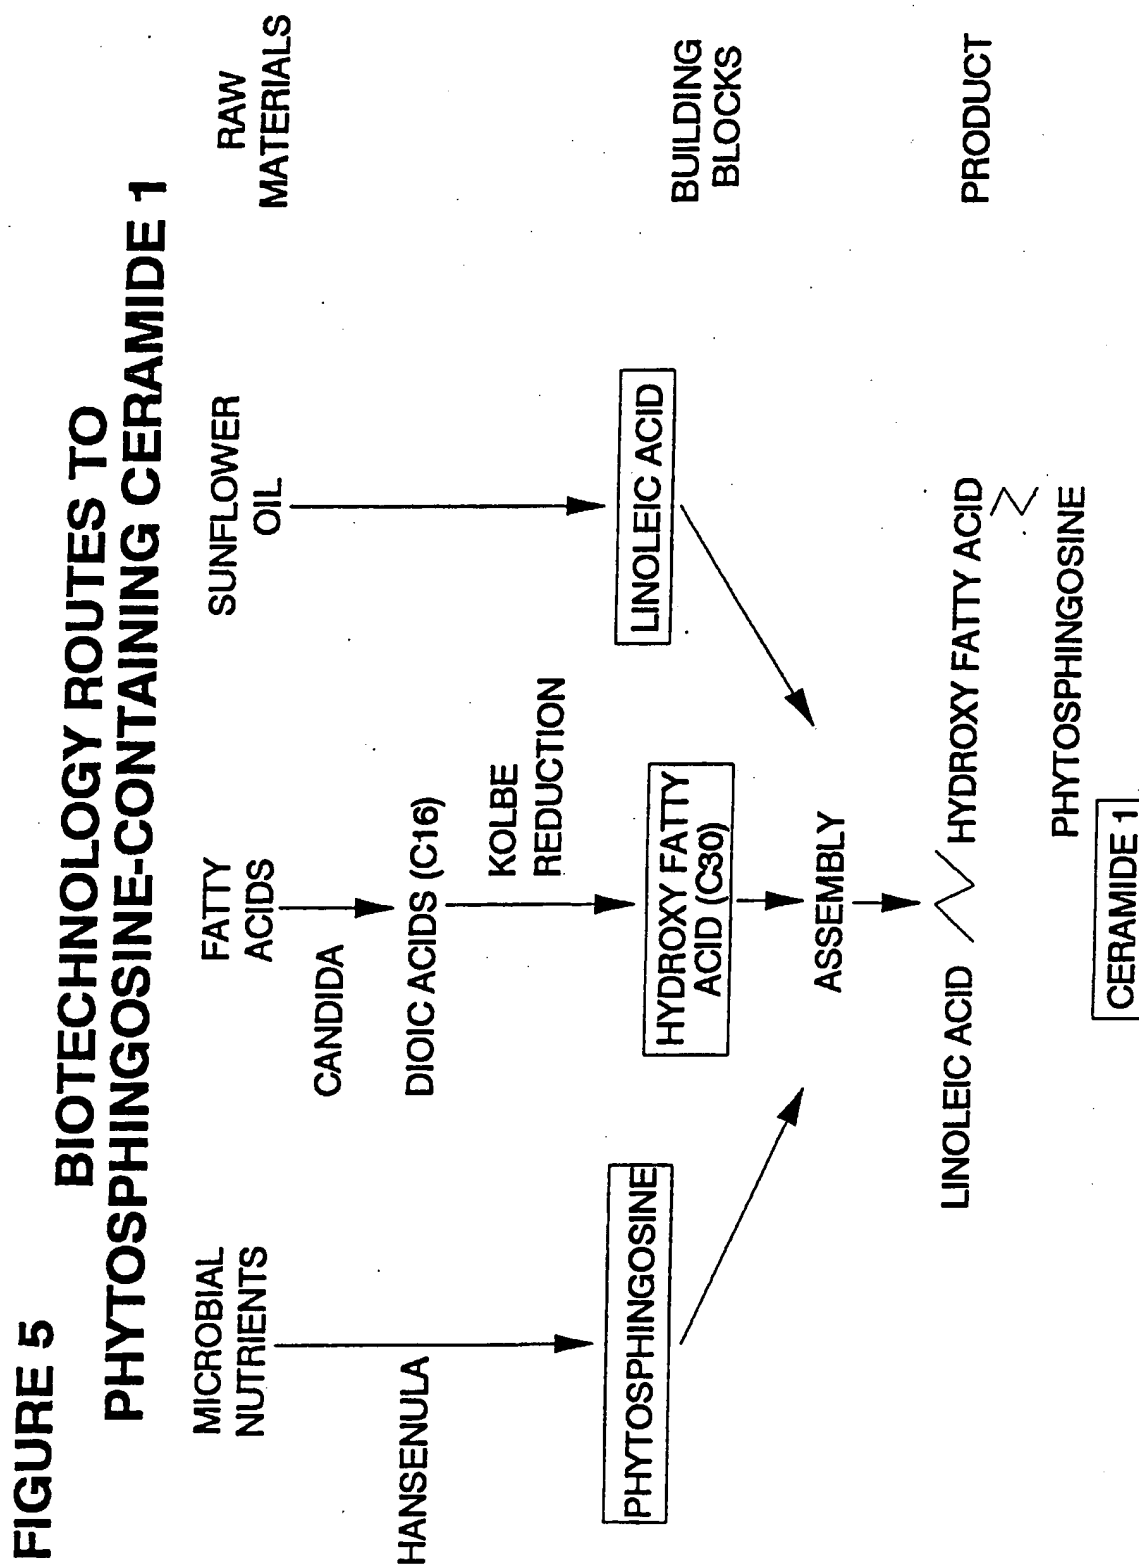 FIGURE 5
BIOTECHNOLOGY ROUTES TO
PHYTOSPHINGOSINE-CONTAINING CERAMIDE 1
MICROBIAL
NUTRIENTS
FATTY
ACIDS
SUNFLOWER
OIL
RAW
MATERIALS
HANSENULA
CANDIDA
DIOIC ACIDS (C16)
KOLBE
REDUCTION
PHYTOSPHINGOSINE
HYDROXY FATTY
ACID (C30)
LINOLEIC ACID
BUILDING
BLOCKS
ASSEMBLY
LINOLEIC ACID
HYDROXY FATTY ACID
PRODUCT
PHYTOSPHINGOSINE
CERAMIDE 1